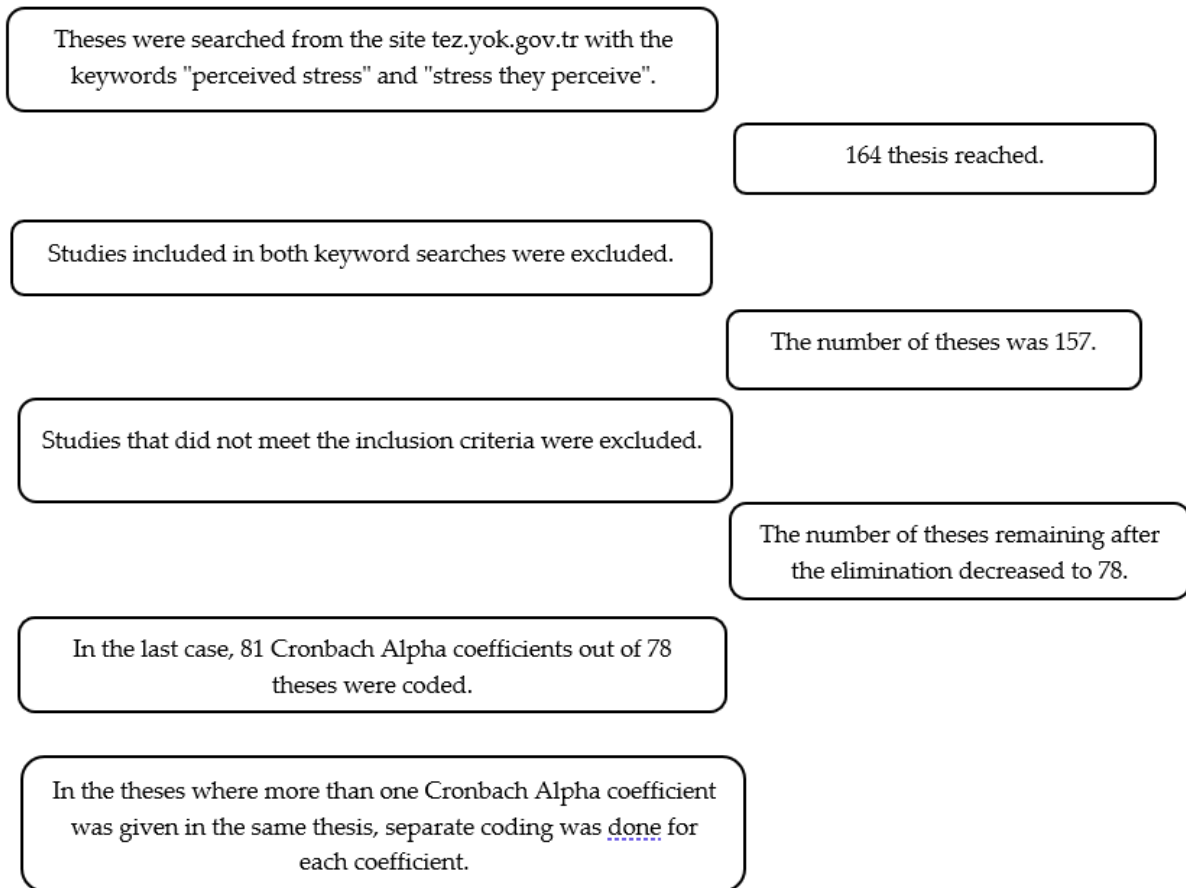 Theses were searched from the site tez.yok.gov.tr with the
keywords "perceived stress" and "stress they perceive".
164 thesis reached.
Studies included in both keyword searches were excluded.
The number of theses was 157.
Studies that did not meet the inclusion criteria were excluded.
The number of theses remaining after
the elimination decreased to 78.
In the last case, 81 Cronbach Alpha coefficients out of 78
theses were coded.
In the theses where more than one Cronbach Alpha coefficient
was given in the same thesis, separate coding was done for
each coefficient.